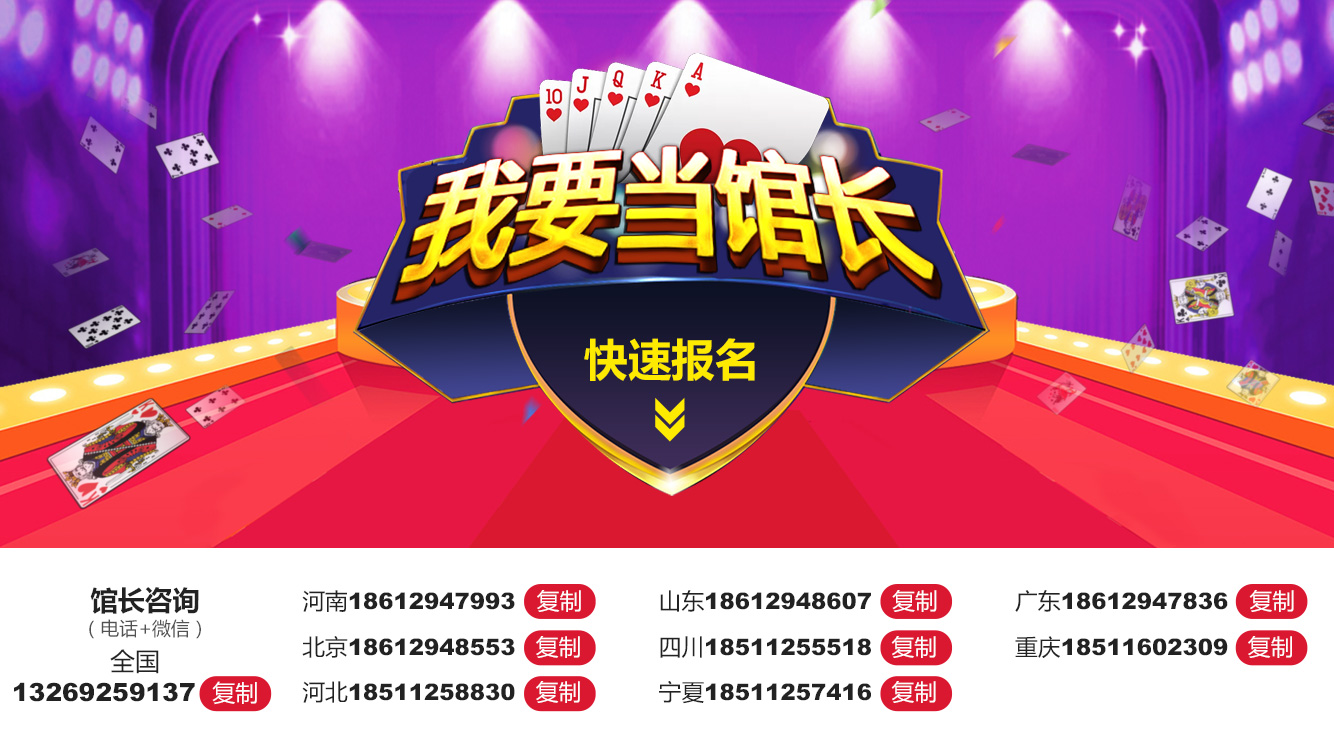 10 J Q K A
我要当馆长
快速报名
馆长咨询
（电话+微信）
全国
13269259137 复制
河南18612947993 复制
北京18612948553 复制
河北18511258830 复制
山东18612948607 复制
四川18511255518 复制
宁夏18511257416 复制
广东18612947836 复制
重庆18511602309 复制